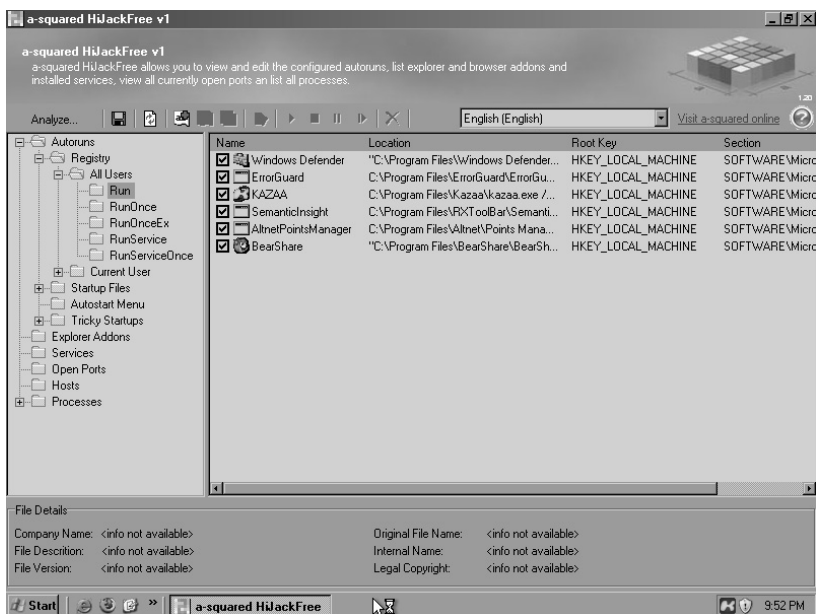 a-squared HiJackFree v1
a-squared HiJackFree v1
a-squared HiJackFree allows you to view and edit the configured autoruns, list explorer and browser addons and
installed services, view all currently open ports an list all processes.
1.20
Analyze... English (English) Visit a-squared online ?
Autoruns
Registry
All Users
Run
RunOnce
RunOnceEx
RunService
RunServiceOnce
Current User
Startup Files
Autostart Menu
Tricky Startups
Explorer Addons
Services
Open Ports
Hosts
Processes
Name Location Root Key Section
Windows Defender "C:\Program Files\Windows Defender... HKEY_LOCAL_MACHINE SOFTWARE\Micro
ErrorGuard C:\Program Files\ErrorGuard\ErrorGu... HKEY_LOCAL_MACHINE SOFTWARE\Micro
KAZAA C:\Program Files\Kazaa\kazaa.exe /... HKEY_LOCAL_MACHINE SOFTWARE\Micro
SemanticInsight C:\Program Files\RXToolBar\Semanti... HKEY_LOCAL_MACHINE SOFTWARE\Micro
AltnetPointsManager C:\Program Files\Altnet\Points Mana... HKEY_LOCAL_MACHINE SOFTWARE\Micro
BearShare "C:\Program Files\BearShare\BearSh... HKEY_LOCAL_MACHINE SOFTWARE\Micro
File Details
Company Name: <info not available> Original File Name: <info not available>
File Descrition: <info not available> Internal Name: <info not available>
File Version: <info not available> Legal Copyright: <info not available>
Start » a-squared HiJackFree 9:52 PM